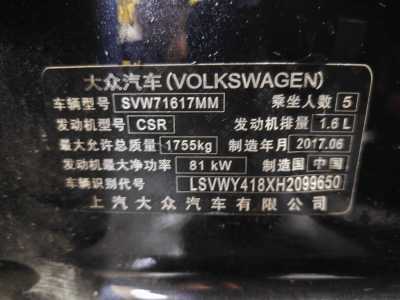 大众汽车(VOLKSWAGEN)
车辆型号 SVW71617MM 乘坐人数 5
发动机型号 CSR 发动机排量 1.6 L
最大允许总质量 1755kg 制造年月 2017.06
发动机最大净功率 81 kW 制造国 中国
车辆识别代号 LSVWY418XH2099650
上汽大众汽车有限公司